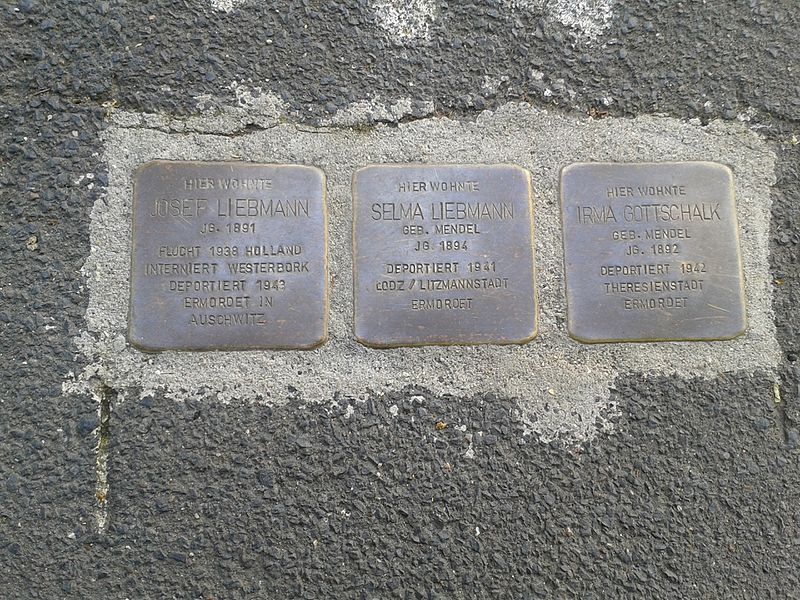 HIER WOHNTE
JOSEF LIEBMANN
JG. 1891
FLUCHT 1938 HOLLAND
INTERNIERT WESTERBORK
DEPORTIERT 1943
ERMORDET IN
AUSCHWITZ
HIER WOHNTE
SELMA LIEBMANN
GEB. MENDEL
JG. 1894
DEPORTIERT 1941
ŁODZ / LITZMANNSTADT
ERMORDET
HIER WOHNTE
IRMA GOTTSCHALK
GEB. MENDEL
JG. 1892
DEPORTIERT 1942
THERESIENSTADT
ERMORDET